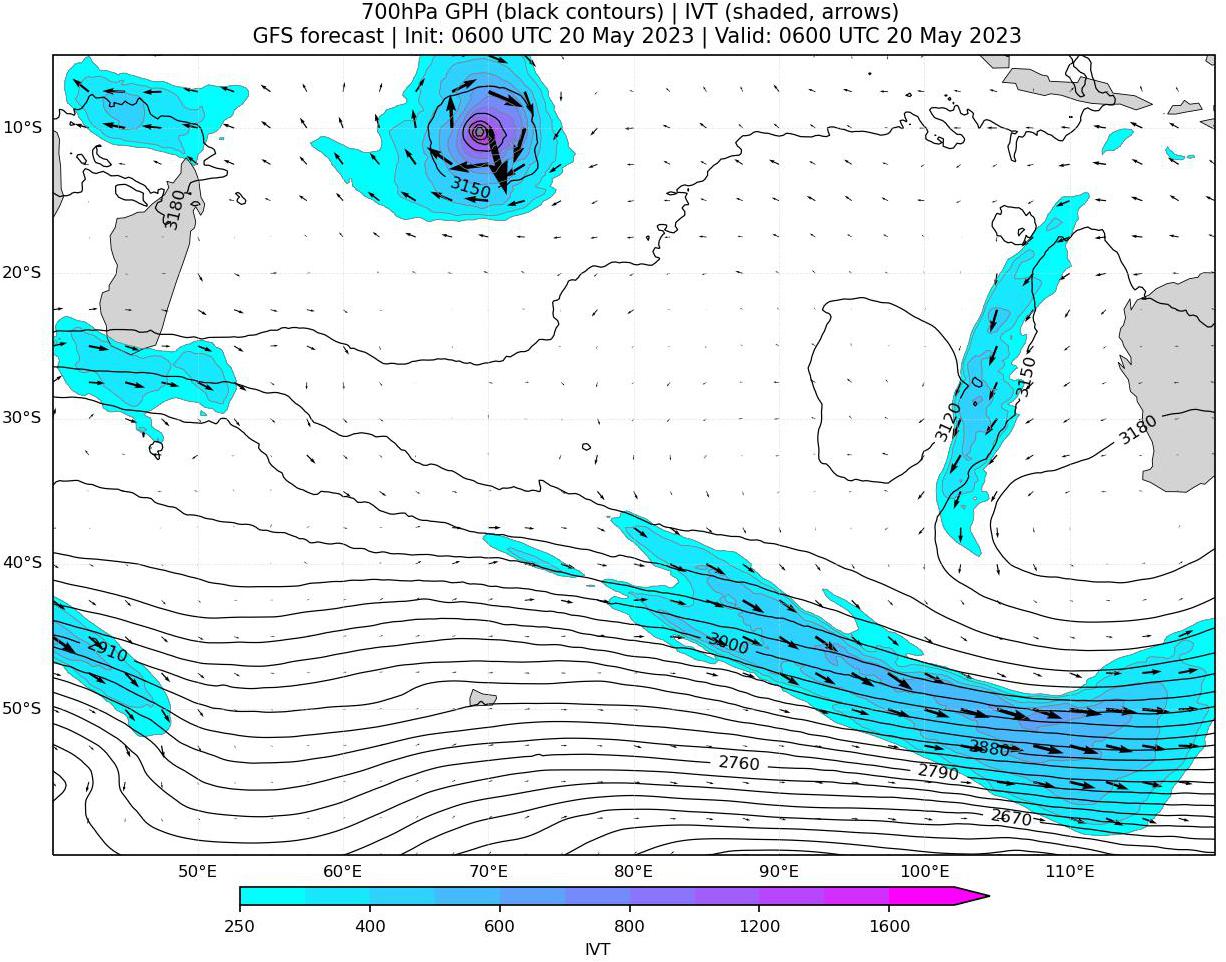 700hPa GPH (black contours) | IVT (shaded, arrows)
GFS forecast | Init: 0600 UTC 20 May 2023 | Valid: 0600 UTC 20 May 2023
10°S
3150
3180
20°S
3150
30°S
3120
3180
40°S
2910
3000
50°S
2880
2760
2790
2670
50°E 60°E 70°E 80°E 90°E 100°E 110°E
250 400 600 800 1200 1600
IVT